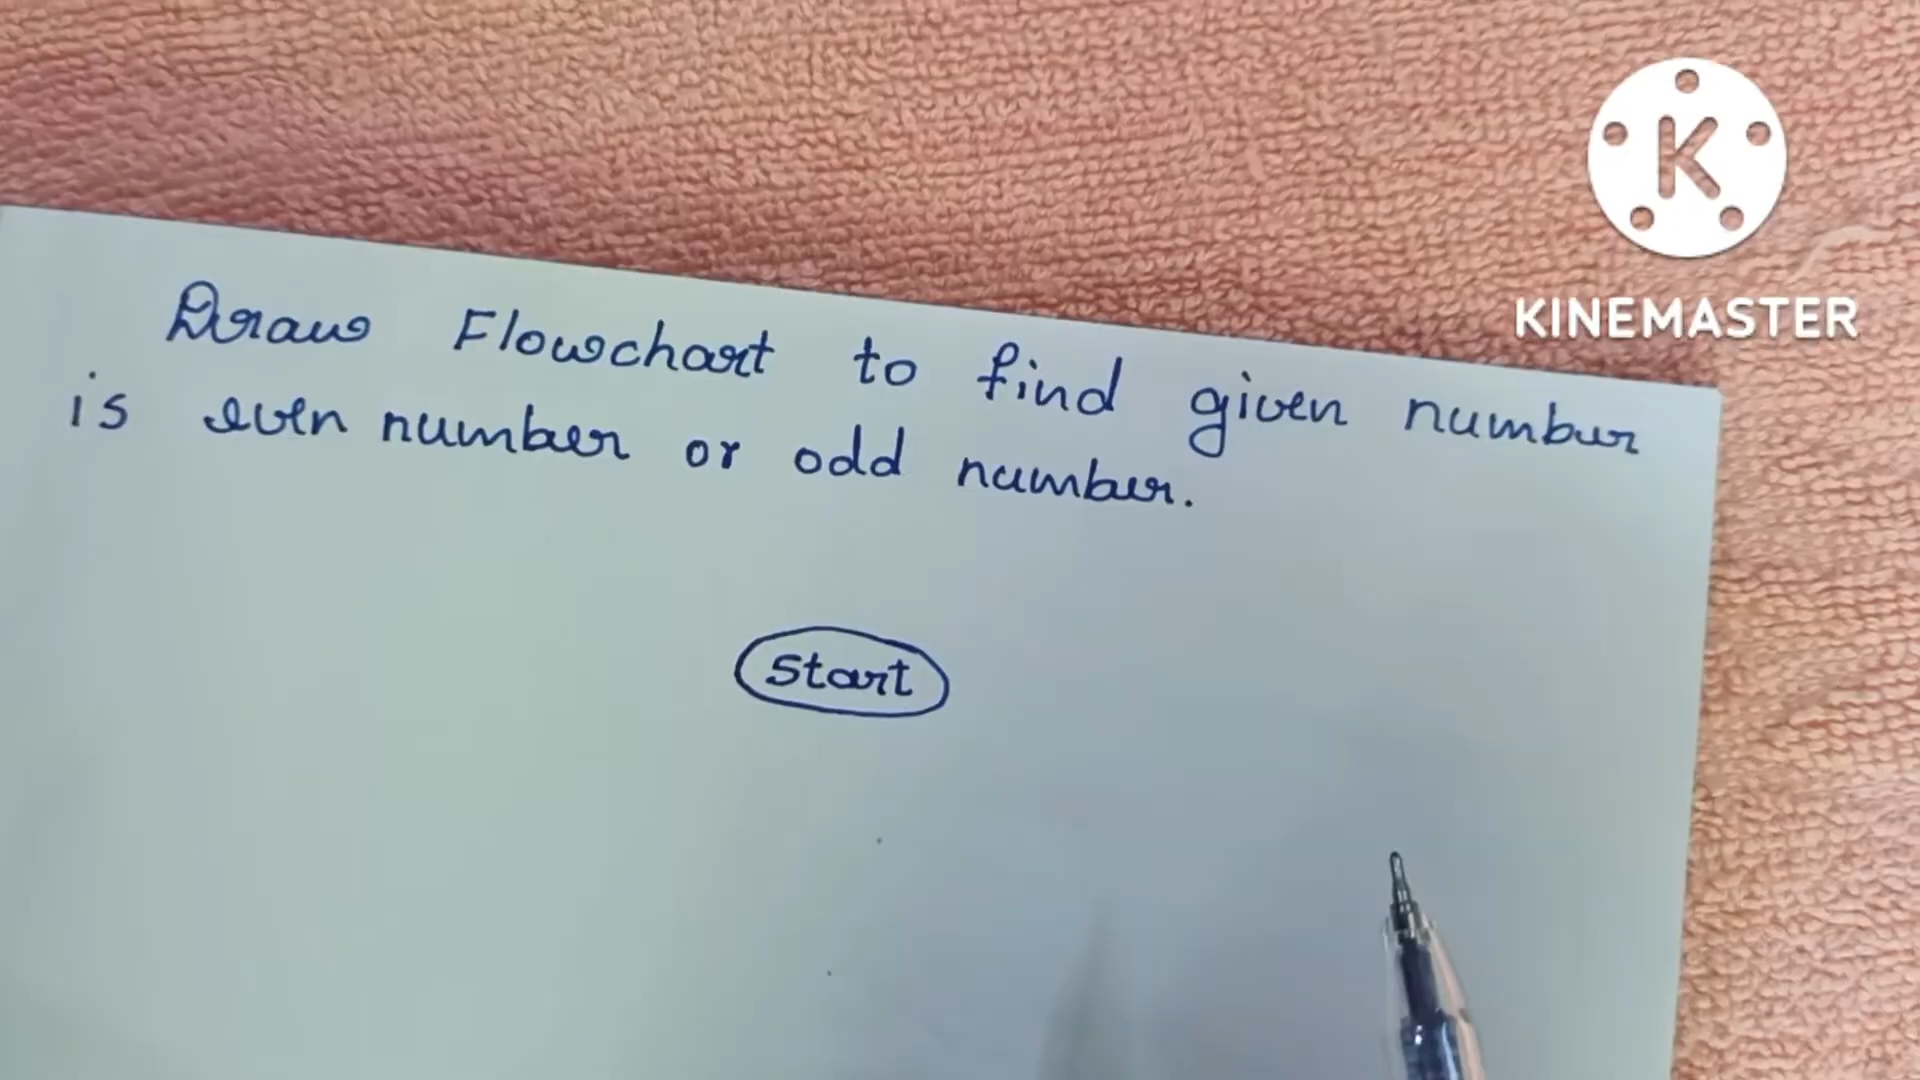 Draw Flowchart to find given number
is even number or odd number.
Start
K
KINEMASTER